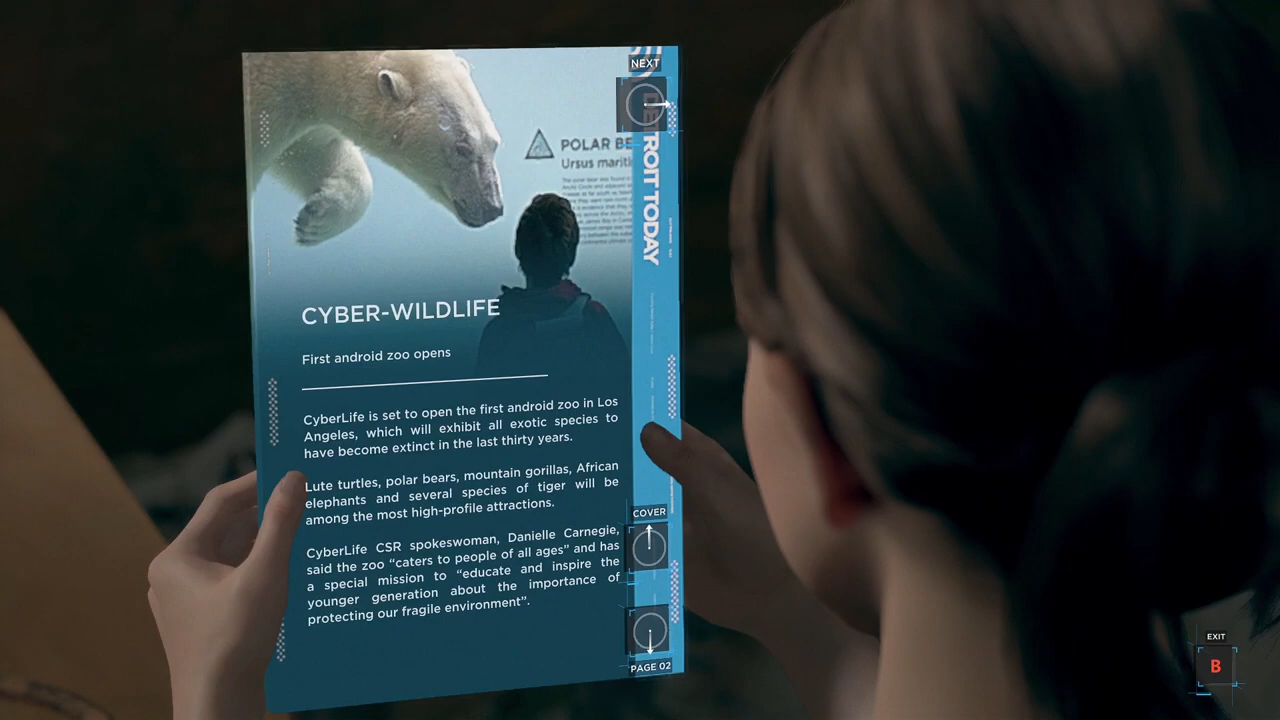 NEXT
DETROIT TODAY
POLAR BE
Ursus mariti
CYBER-WILDLIFE
First android zoo opens
CyberLife is set to open the first android zoo in Los
Angeles, which will exhibit all exotic species to
have become extinct in the last thirty years.
Lute turtles, polar bears, mountain gorillas, African
elephants and several species of tiger will be
among the most high-profile attractions.
CyberLife CSR spokeswoman, Danielle Carnegie,
said the zoo “caters to people of all ages” and has
a special mission to “educate and inspire the
younger generation about the importance of
protecting our fragile environment”.
COVER
PAGE 02
EXIT
B